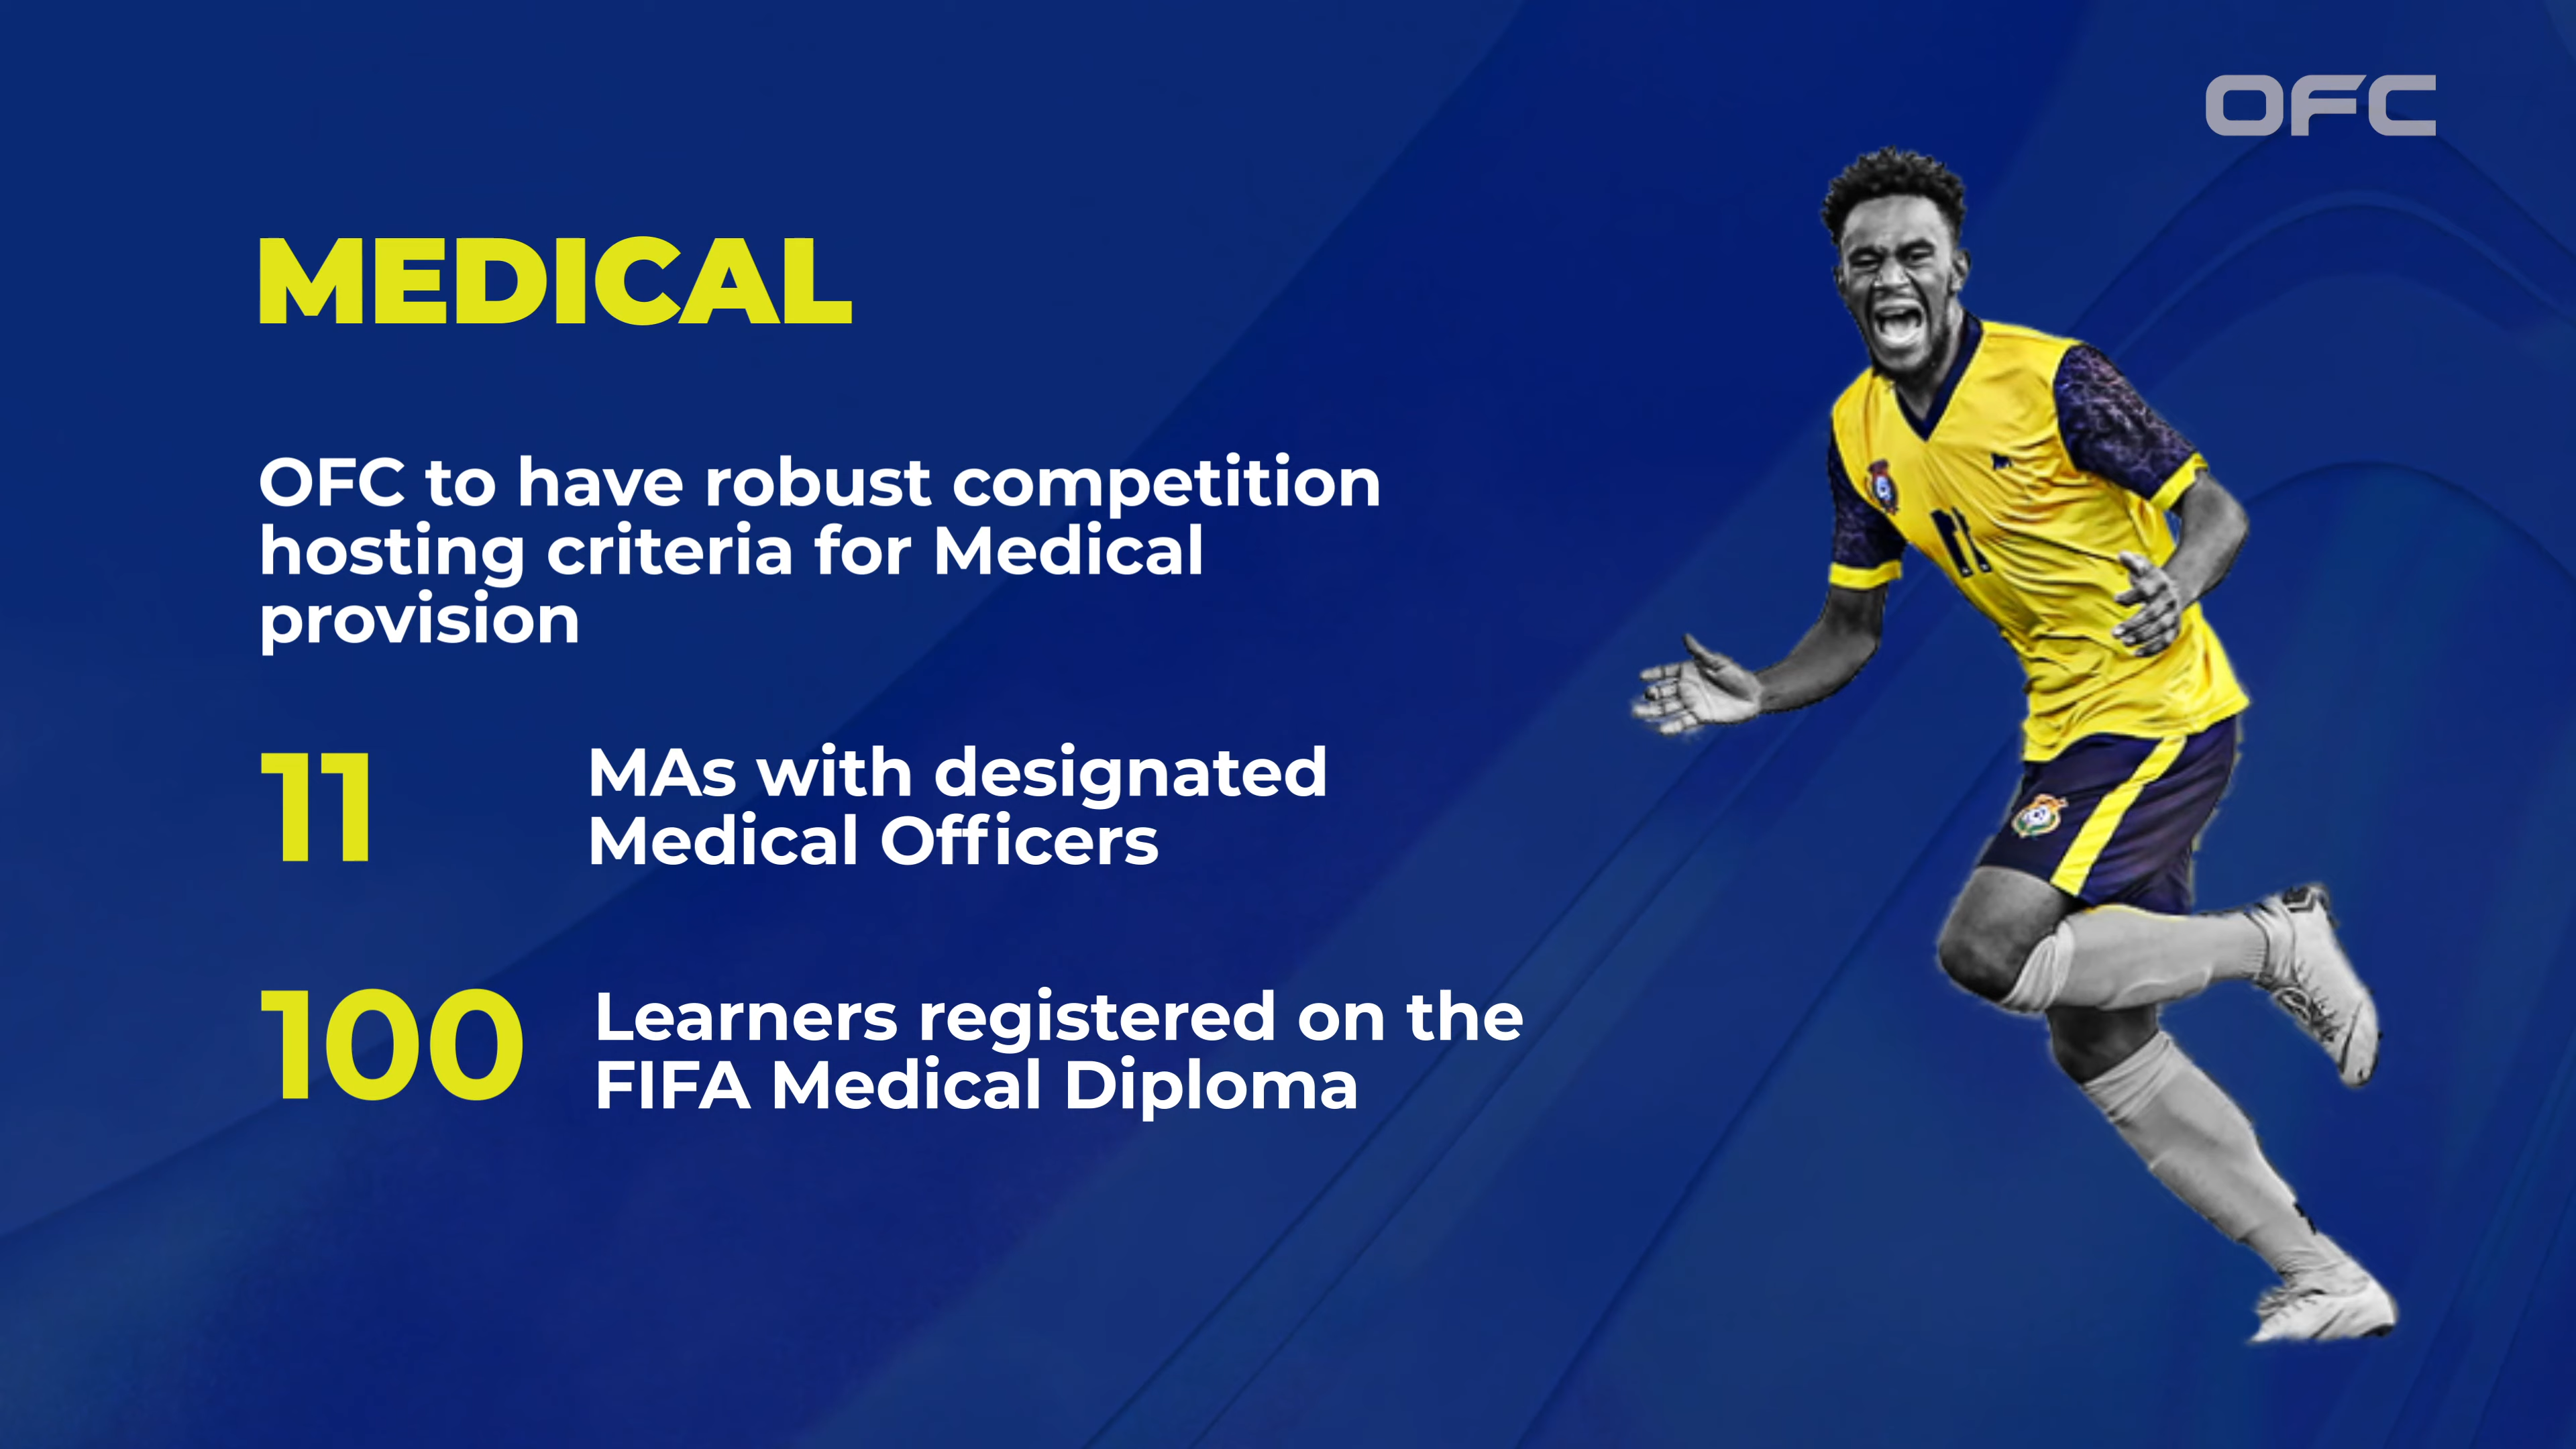 OFC
MEDICAL
OFC to have robust competition
hosting criteria for Medical
provision
11
MAs with designated
Medical Officers
100
Learners registered on the
FIFA Medical Diploma
11